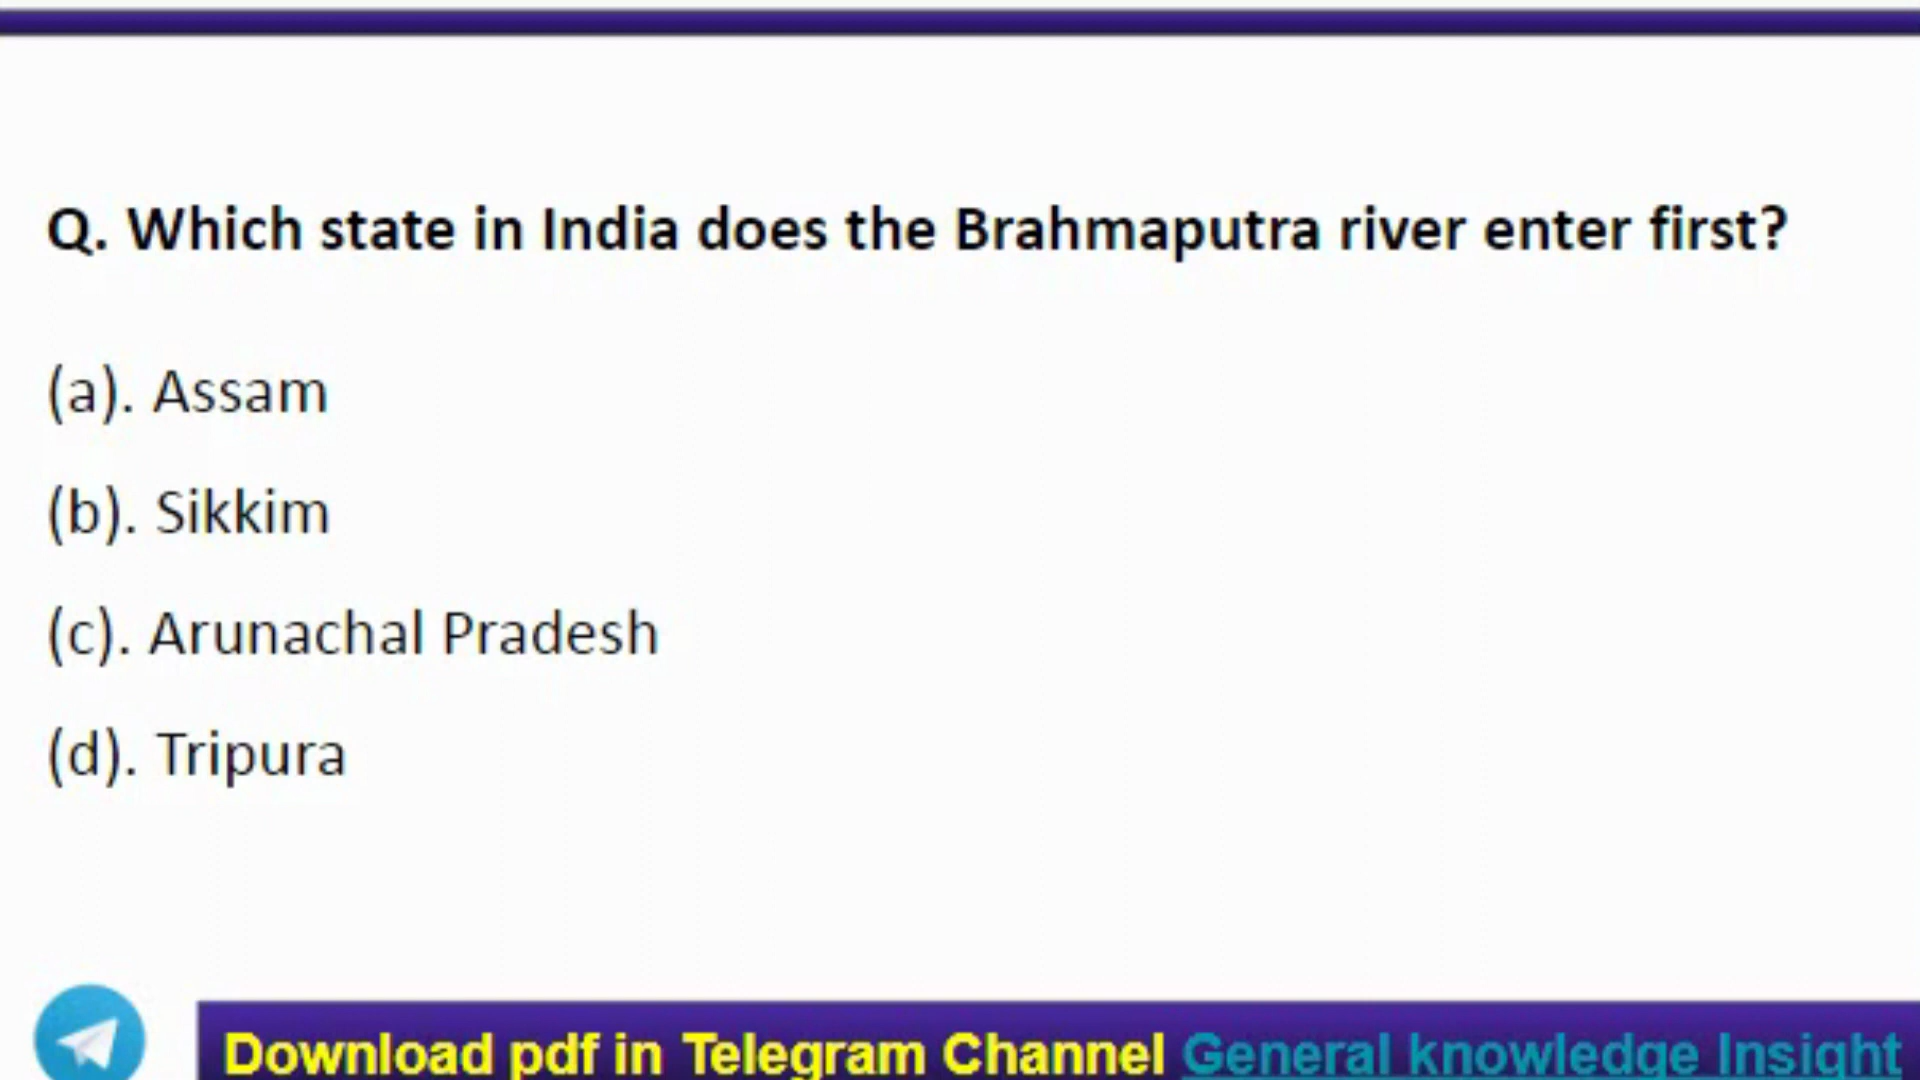 Q. Which state in India does the Brahmaputra river enter first?
(a). Assam
(b). Sikkim
(c). Arunachal Pradesh
(d). Tripura
Download pdf in Telegram Channel General knowledge Insight